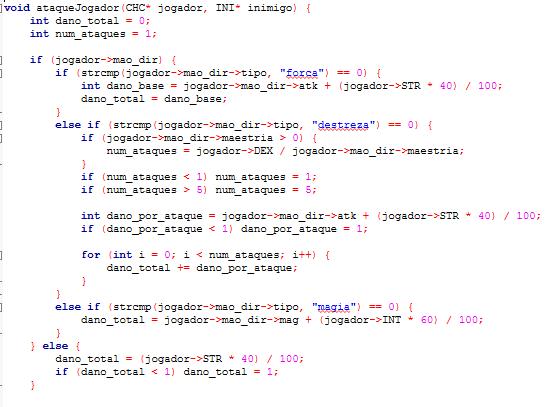 void ataqueJogador(CHC* jogador, INI* inimigo) {
int dano_total = 0;
int num_ataques = 1;
if (jogador->mao_dir) {
if (strcmp(jogador->mao_dir->tipo, "forca") == 0) {
int dano_base = jogador->mao_dir->atk + (jogador->STR * 40) / 100;
dano_total = dano_base;
}
else if (strcmp(jogador->mao_dir->tipo, "destreza") == 0) {
if (jogador->mao_dir->maestria > 0) {
num_ataques = jogador->DEX / jogador->mao_dir->maestria;
}
if (num_ataques < 1) num_ataques = 1;
if (num_ataques > 5) num_ataques = 5;
int dano_por_ataque = jogador->mao_dir->atk + (jogador->STR * 40) / 100;
if (dano_por_ataque < 1) dano_por_ataque = 1;
for (int i = 0; i < num_ataques; i++) {
dano_total += dano_por_ataque;
}
}
else if (strcmp(jogador->mao_dir->tipo, "magia") == 0) {
dano_total = jogador->mao_dir->mag + (jogador->INT * 60) / 100;
}
} else {
dano_total = (jogador->STR * 40) / 100;
if (dano_total < 1) dano_total = 1;
}